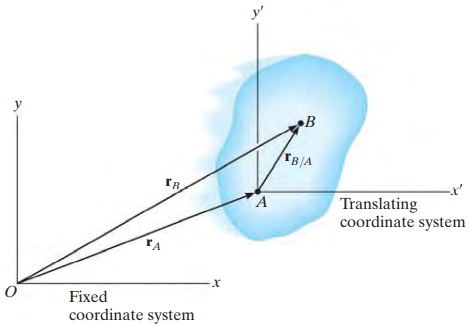 y'
y
B
r_B/A
r_B
A
x'
Translating
coordinate system
r_A
x
O
Fixed
coordinate system